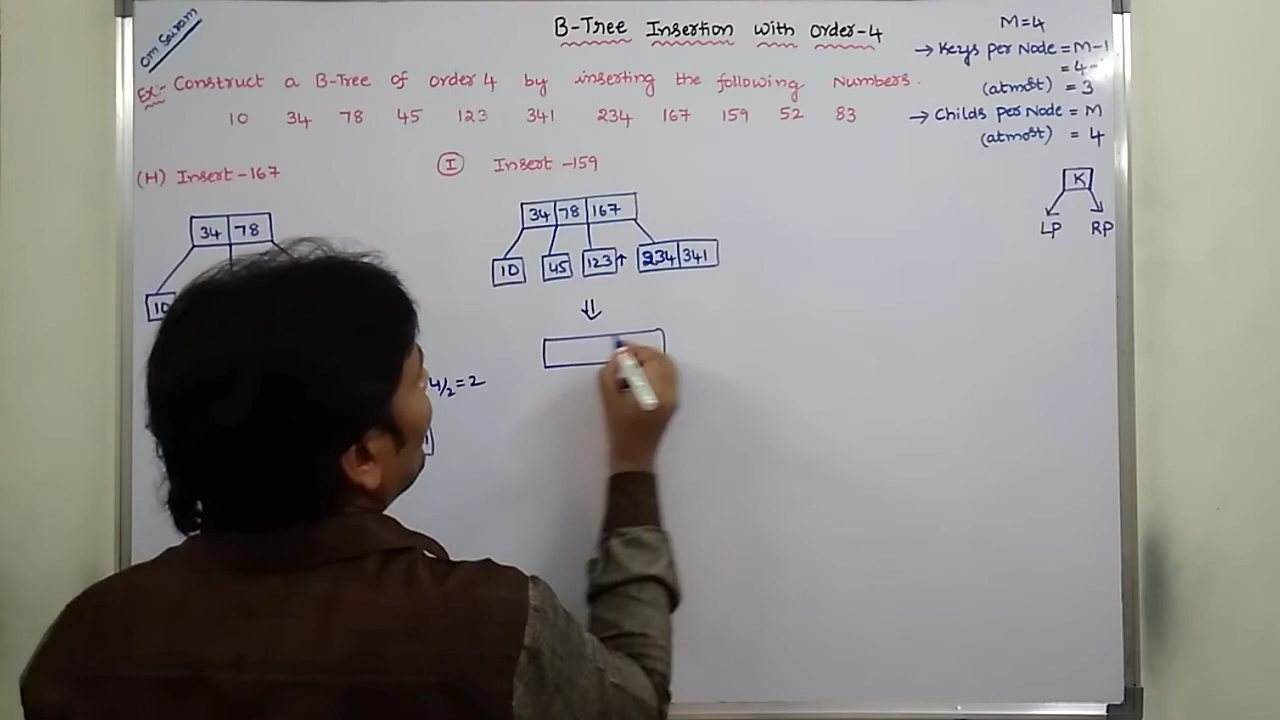 Om Sairam
B-Tree Insertion with Order-4
M=4
→ Keys per Node = M-1
= 4-
(atmost) = 3
Ex:- Construct a B-Tree of order 4 by inserting the following Numbers.
10 34 78 45 123 341 234 167 159 52 83
→ Childs per Node = M
(atmost) = 4
(H) Insert -167
I Insert -159
K
LP RP
34 78
10
34 78 167
10 45 123↑ 234 341
⇓
4/2=2